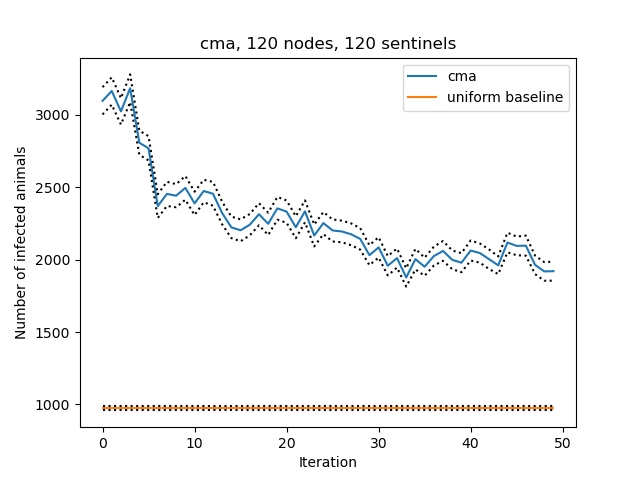 cma, 120 nodes, 120 sentinels
cma
uniform baseline
Number of infected animals
3000
2500
2000
1500
1000
0 10 20 30 40 50
Iteration